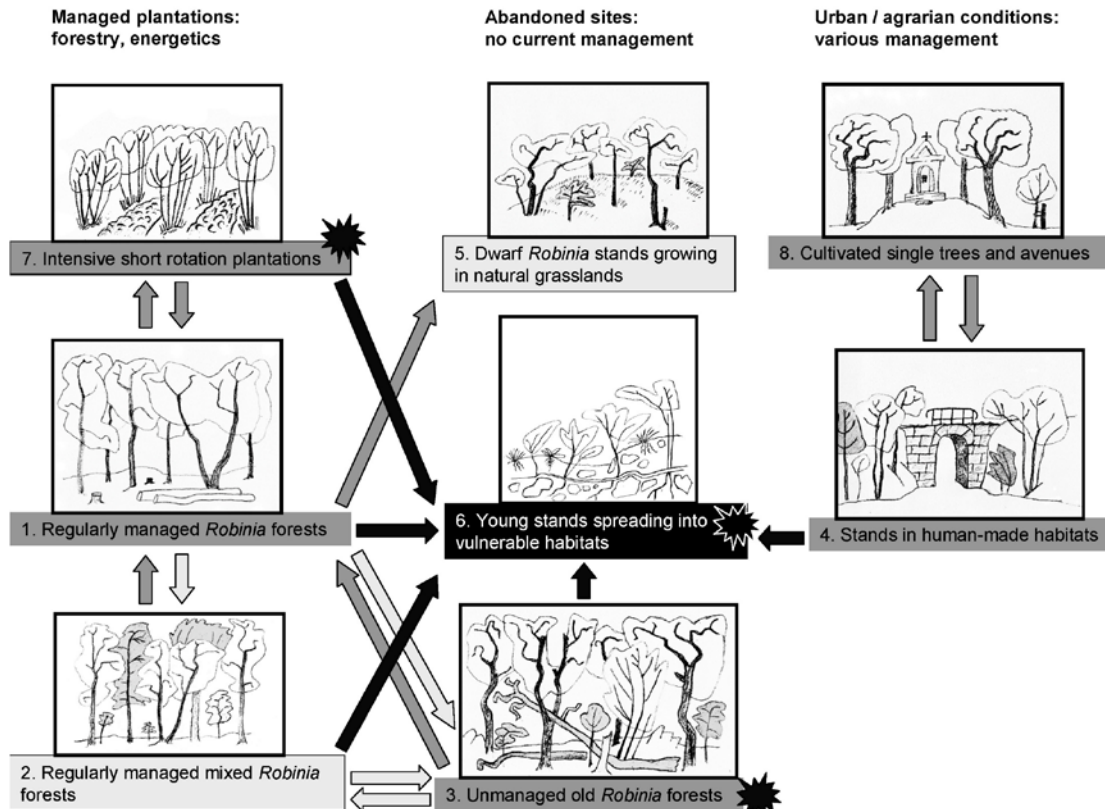 Managed plantations:
forestry, energetics
Abandoned sites:
no current management
Urban / agrarian conditions:
various management
7. Intensive short rotation plantations
5. Dwarf Robinia stands growing
in natural grasslands
8. Cultivated single trees and avenues
1. Regularly managed Robinia forests
6. Young stands spreading into
vulnerable habitats
4. Stands in human-made habitats
2. Regularly managed mixed Robinia
forests
3. Unmanaged old Robinia forests